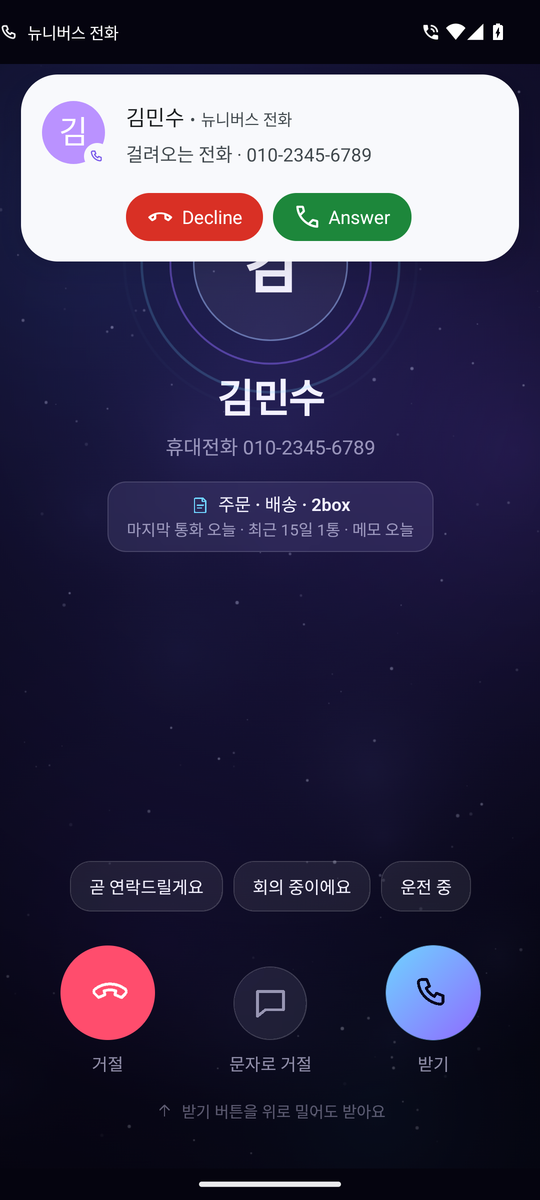 뉴니버스 전화
김
김민수 • 뉴니버스 전화
걸려오는 전화 · 010-2345-6789
Decline
Answer
김
김민수
휴대전화 010-2345-6789
주문 · 배송 · 2box
마지막 통화 오늘 · 최근 15일 1통 · 메모 오늘
곧 연락드릴게요
회의 중이에요
운전 중
거절
문자로 거절
받기
↑ 받기 버튼을 위로 밀어도 받아요